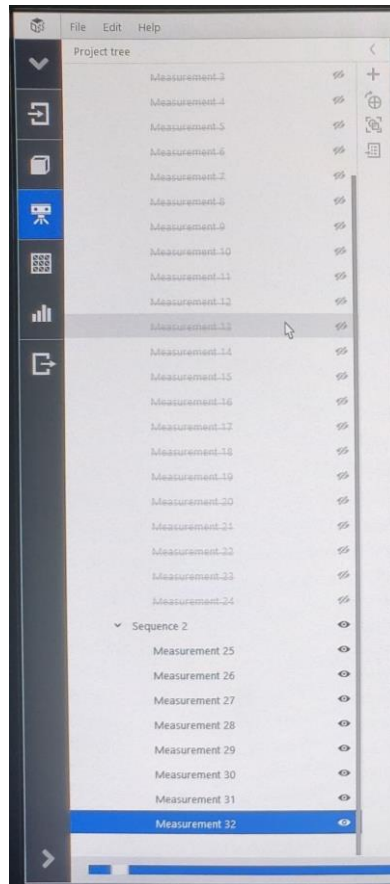 File Edit Help
Project tree
Measurement 3
Measurement 4
Measurement 5
Measurement 6
Measurement 7
Measurement 8
Measurement 9
Measurement 10
Measurement 11
Measurement 12
Measurement 13
Measurement 14
Measurement 15
Measurement 16
Measurement 17
Measurement 18
Measurement 19
Measurement 20
Measurement 21
Measurement 22
Measurement 23
Measurement 24
Sequence 2
Measurement 25
Measurement 26
Measurement 27
Measurement 28
Measurement 29
Measurement 30
Measurement 31
Measurement 32